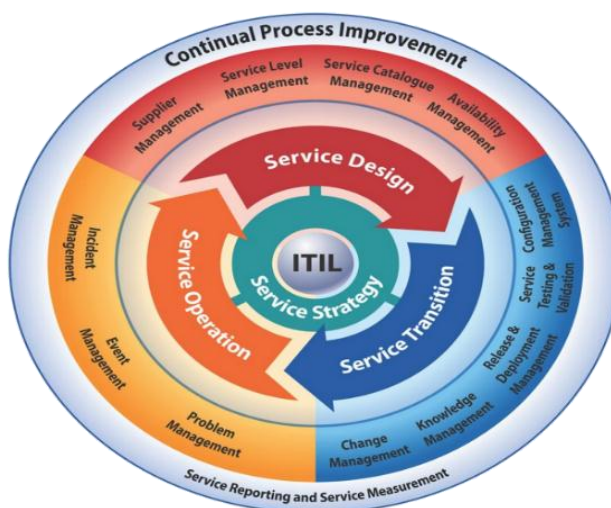 Continual Process Improvement
Supplier
Management
Service Level
Management
Service Catalogue
Management
Availability
Management
Configuration
Management
System
Service
Testing &
Validation
Release &
Deployment
Management
Knowledge
Management
Change
Management
Problem
Management
Event
Management
Incident
Management
Service Design
Service Transition
Service Operation
Service Strategy
ITIL
Service Reporting and Service Measurement